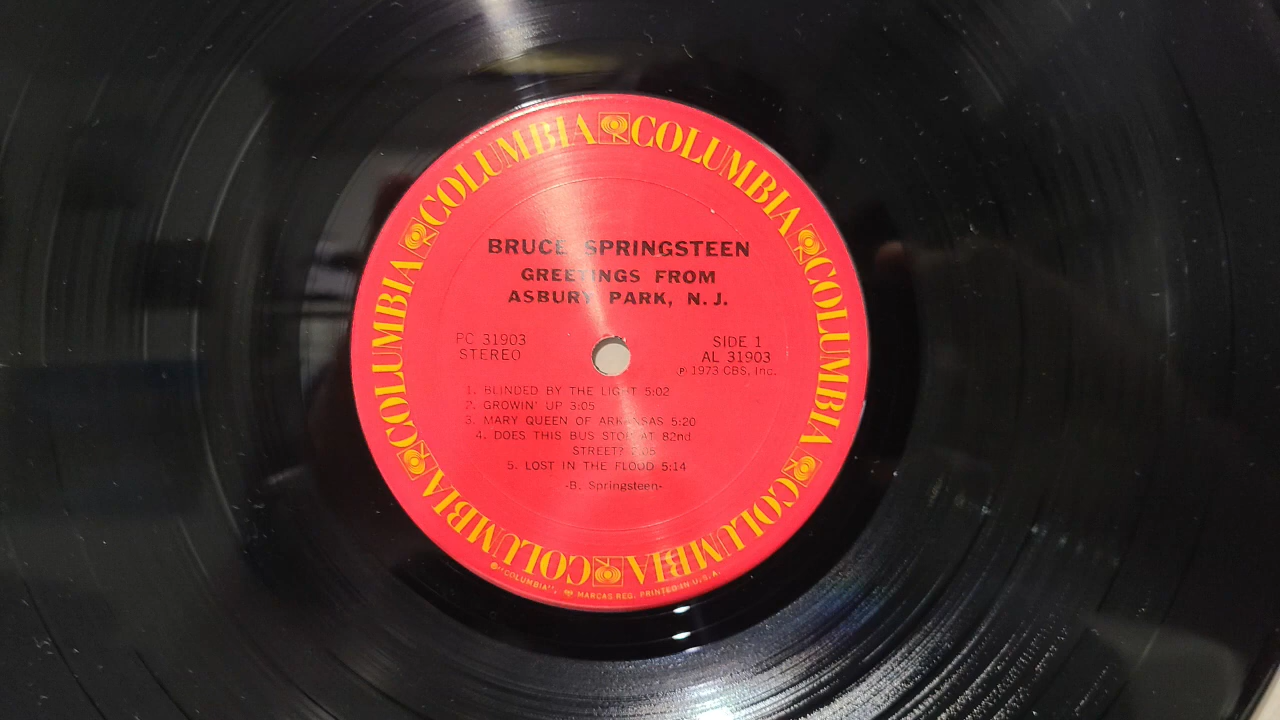 COLUMBIA COLUMBIA COLUMBIA COLUMBIA COLUMBIA COLUMBIA
BRUCE SPRINGSTEEN
GREETINGS FROM
ASBURY PARK, N.J.
PC 31903
STEREO
SIDE 1
AL 31903
℗ 1973 CBS, Inc.
1. BLINDED BY THE LIGHT 5:02
2. GROWIN' UP 3:05
3. MARY QUEEN OF ARKANSAS 5:20
4. DOES THIS BUS STOP AT 82nd
STREET? 2:05
5. LOST IN THE FLOOD 5:14
-B. Springsteen-
®"COLUMBIA", MARCAS REG. PRINTED IN U.S.A.